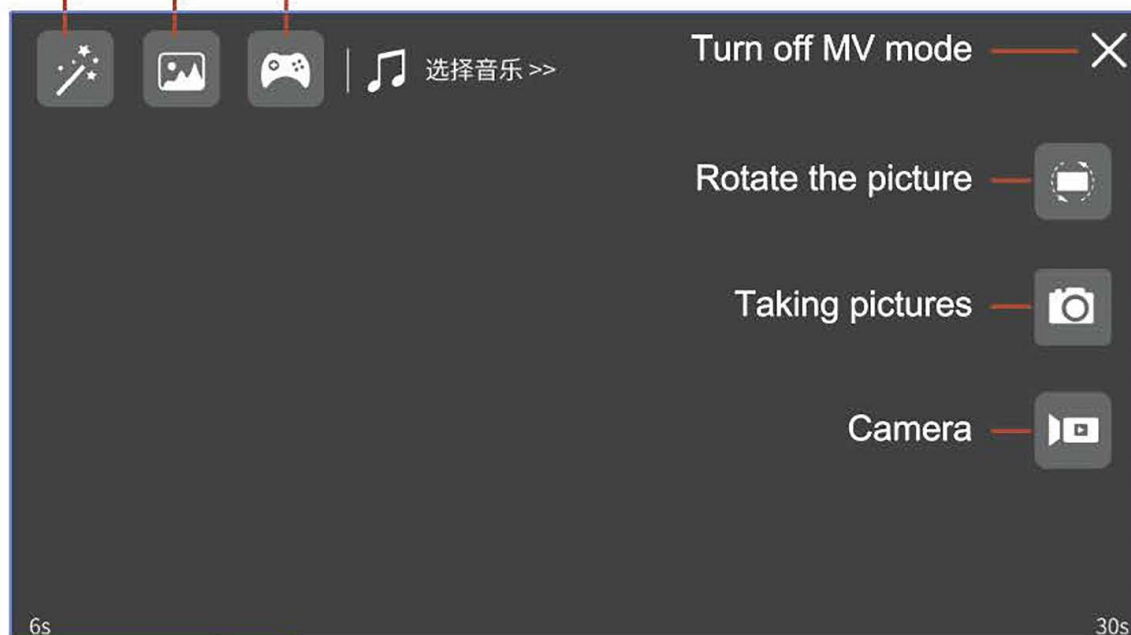 选择音乐 >>
Turn off MV mode
Rotate the picture
Taking pictures
Camera
6s
30s